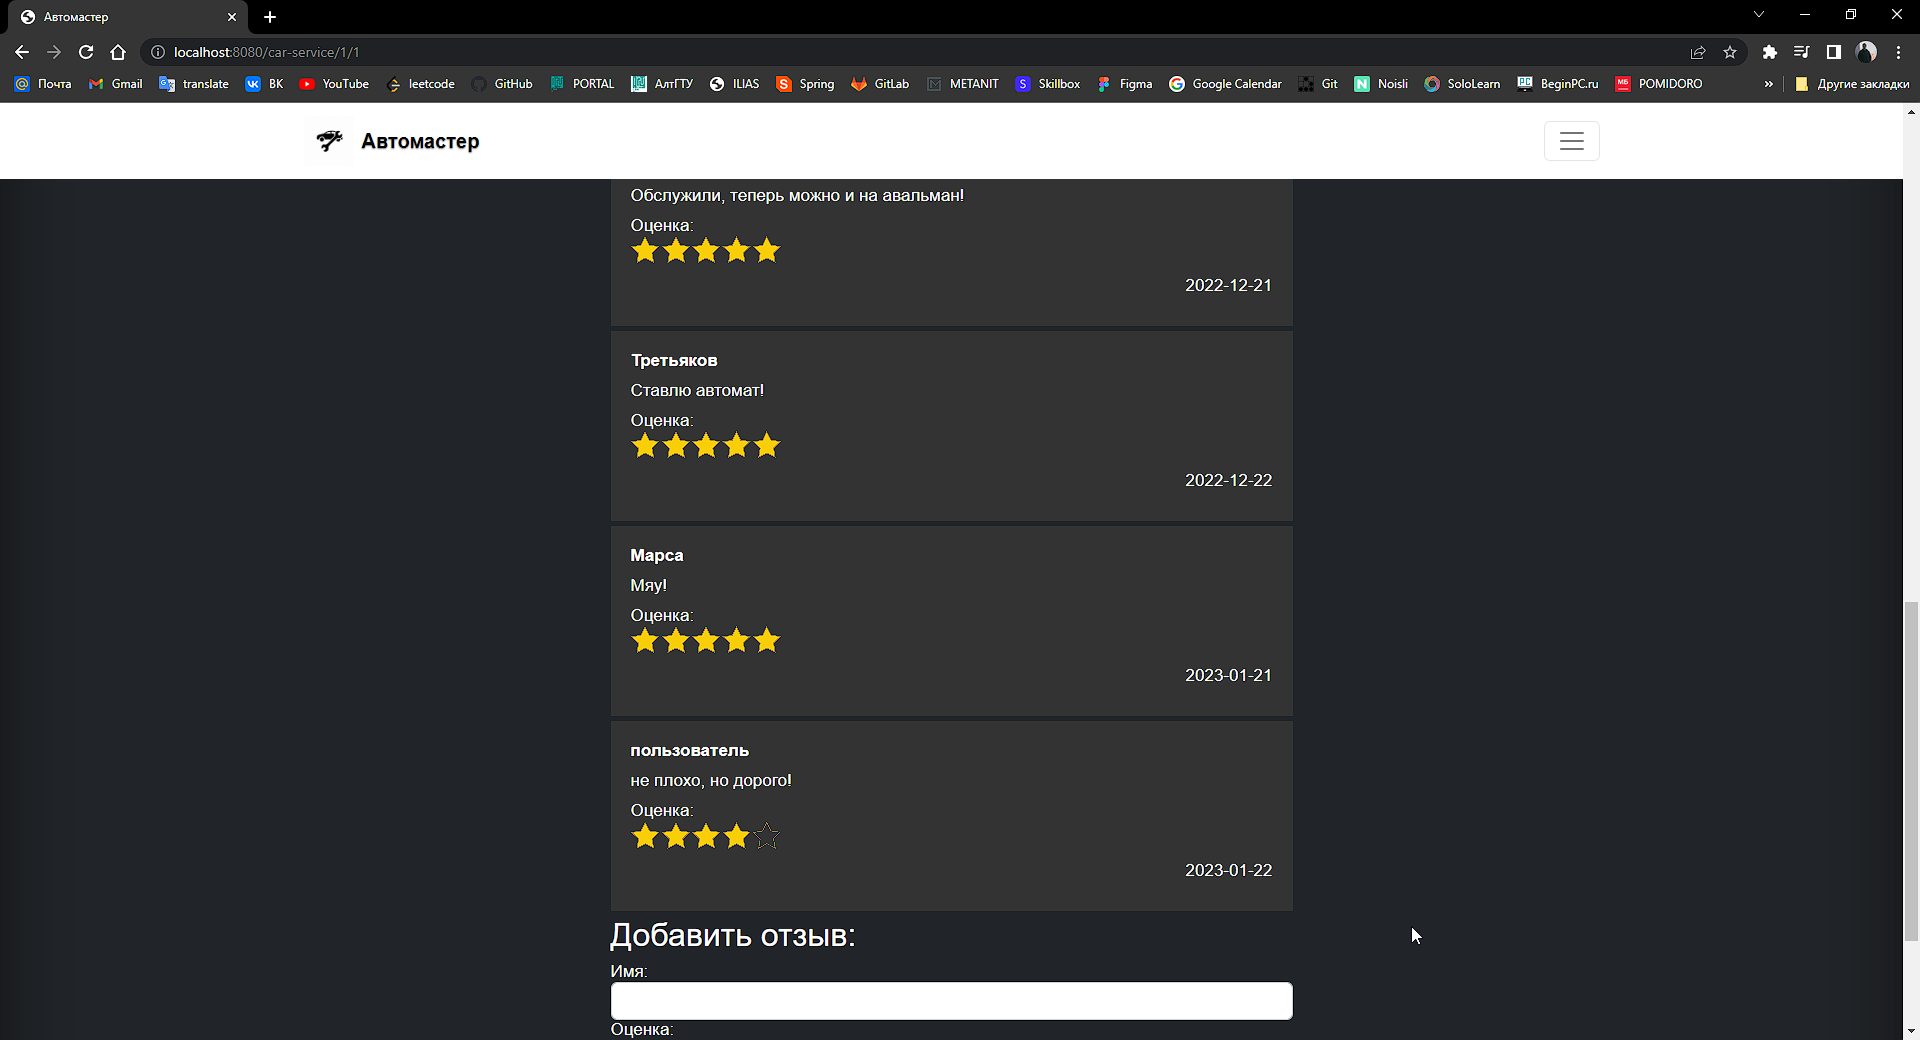 Автомастер
localhost:8080/car-service/1/1
Почта Gmail translate ВК YouTube leetcode GitHub PORTAL АлтГТУ ILIAS Spring GitLab METANIT Skillbox Figma Google Calendar Git Noisli SoloLearn BeginPC.ru POMIDORO » Другие закладки
Автомастер
Обслужили, теперь можно и на авальман!
Оценка:
2022-12-21
Третьяков
Ставлю автомат!
Оценка:
2022-12-22
Марса
Мяу!
Оценка:
2023-01-21
пользователь
не плохо, но дорого!
Оценка:
2023-01-22
Добавить отзыв:
Имя:
Оценка: